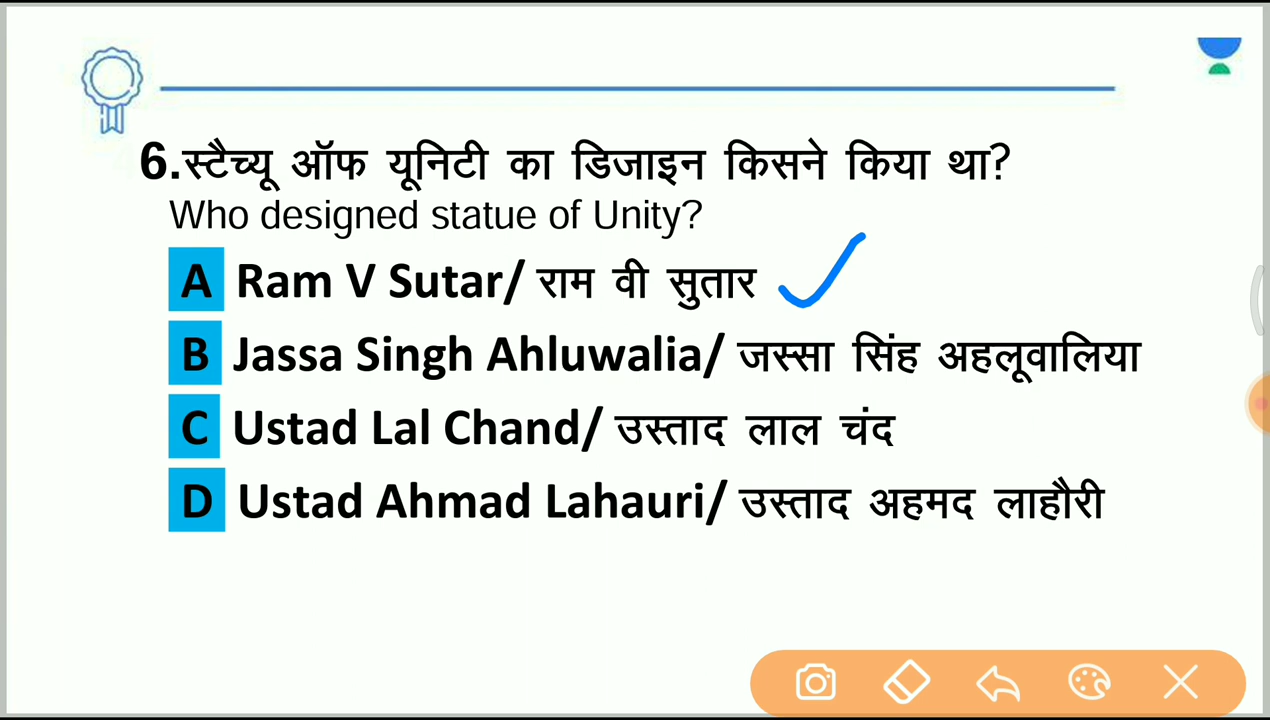 6.स्टैच्यू ऑफ यूनिटी का डिजाइन किसने किया था?
Who designed statue of Unity?
A Ram V Sutar/ राम वी सुतार
B Jassa Singh Ahluwalia/ जस्सा सिंह अहलूवालिया
C Ustad Lal Chand/ उस्ताद लाल चंद
D Ustad Ahmad Lahauri/ उस्ताद अहमद लाहौरी